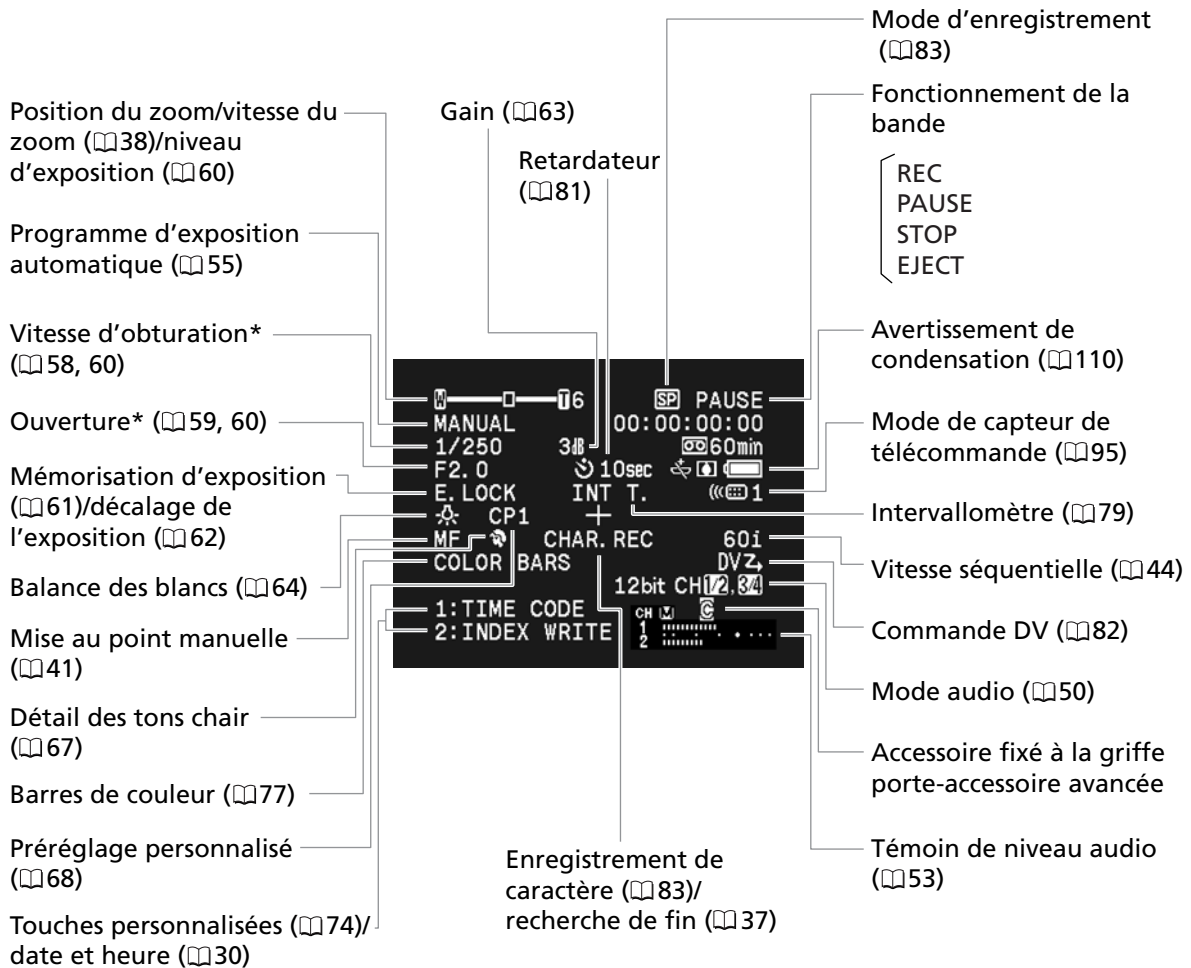 Mode d'enregistrement
(📖83)
Position du zoom/vitesse du
zoom (📖38)/niveau
d'exposition (📖60)
Gain (📖63)
Fonctionnement de la
bande
Retardateur
(📖81)
REC
PAUSE
STOP
EJECT
Programme d'exposition
automatique (📖55)
Vitesse d'obturation*
(📖58, 60)
Avertissement de
condensation (📖110)
Ouverture* (📖59, 60)
Mode de capteur de
télécommande (📖95)
Mémorisation d'exposition
(📖61)/décalage de
l'exposition (📖62)
Intervallomètre (📖79)
Balance des blancs (📖64)
Vitesse séquentielle (📖44)
Mise au point manuelle
(📖41)
Commande DV (📖82)
Détail des tons chair
(📖67)
Mode audio (📖50)
Barres de couleur (📖77)
Accessoire fixé à la griffe
porte-accessoire avancée
Préréglage personnalisé
(📖68)
Témoin de niveau audio
(📖53)
Touches personnalisées (📖74)/
date et heure (📖30)
Enregistrement de
caractère (📖83)/
recherche de fin (📖37)
W T6 SP PAUSE
MANUAL 00:00:00:00
1/250 3dB 60min
F2.0 10sec
E.LOCK INT T. 1
CP1
MF CHAR.REC 60i
COLOR BARS DV
12bit CH1/2,3/4
1:TIME CODE CH M C
2:INDEX WRITE 1
2